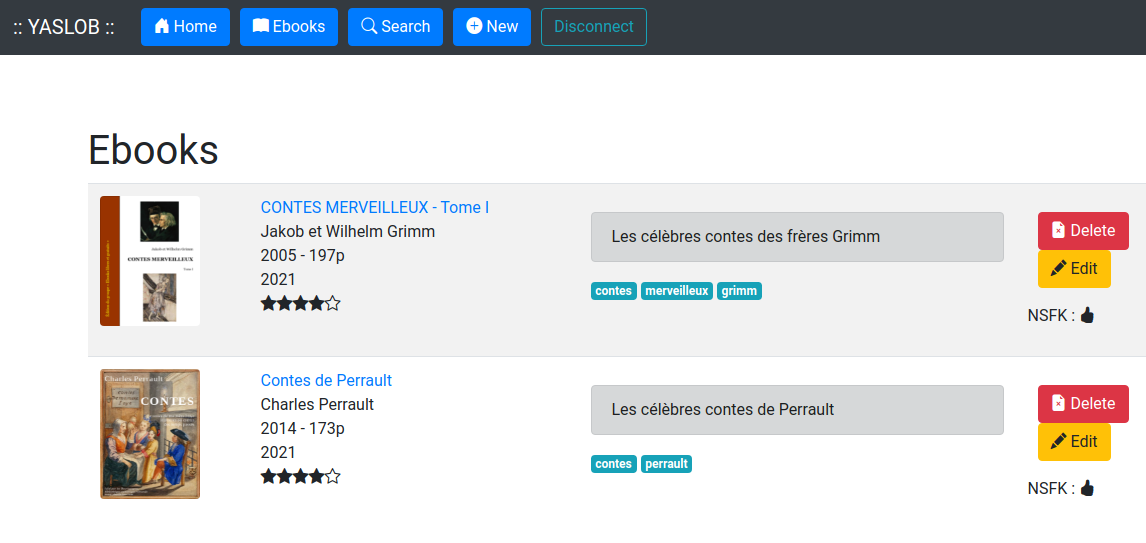 :: YASLOB ::
Home
Ebooks
Search
New
Disconnect
Ebooks
Jakob et Wilhelm Grimm
CONTES MERVEILLEUX
Tome I
CONTES MERVEILLEUX - Tome I
Jakob et Wilhelm Grimm
2005 - 197p
2021
Les célèbres contes des frères Grimm
contes merveilleux grimm
Delete
Edit
NSFK :
Charles Perrault
CONTES
Contes de Perrault
Charles Perrault
2014 - 173p
2021
Les célèbres contes de Perrault
contes perrault
Delete
Edit
NSFK :